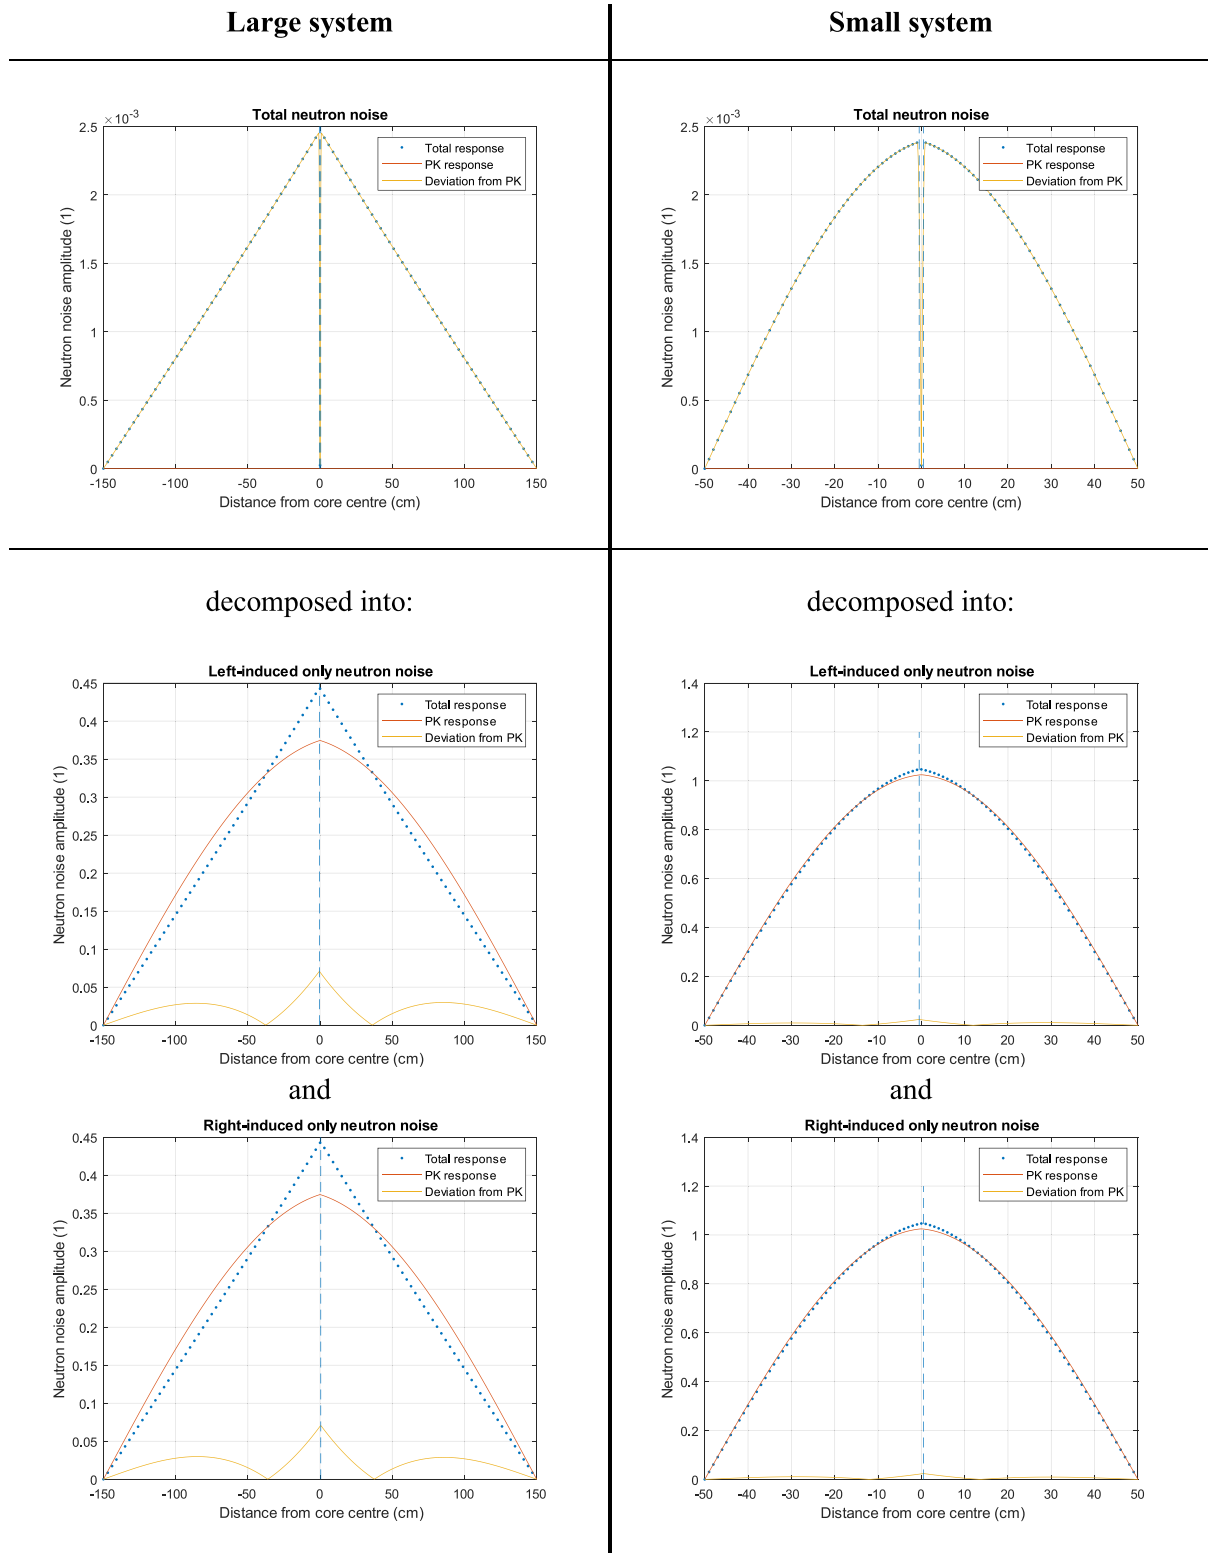 Large system
Small system
Total neutron noise
×10⁻³
Neutron noise amplitude (1)
2.5
2
1.5
1
0.5
0
Total response
PK response
Deviation from PK
-150 -100 -50 0 50 100 150
Distance from core centre (cm)
Total neutron noise
×10⁻³
Neutron noise amplitude (1)
2.5
2
1.5
1
0.5
0
Total response
PK response
Deviation from PK
-50 -40 -30 -20 -10 0 10 20 30 40 50
Distance from core centre (cm)
decomposed into:
decomposed into:
Left-induced only neutron noise
Neutron noise amplitude (1)
0.45
0.4
0.35
0.3
0.25
0.2
0.15
0.1
0.05
0
Total response
PK response
Deviation from PK
-150 -100 -50 0 50 100 150
Distance from core centre (cm)
Left-induced only neutron noise
Neutron noise amplitude (1)
1.4
1.2
1
0.8
0.6
0.4
0.2
0
Total response
PK response
Deviation from PK
-50 -40 -30 -20 -10 0 10 20 30 40 50
Distance from core centre (cm)
and
and
Right-induced only neutron noise
Neutron noise amplitude (1)
0.45
0.4
0.35
0.3
0.25
0.2
0.15
0.1
0.05
0
Total response
PK response
Deviation from PK
-150 -100 -50 0 50 100 150
Distance from core centre (cm)
Right-induced only neutron noise
Neutron noise amplitude (1)
1.4
1.2
1
0.8
0.6
0.4
0.2
0
Total response
PK response
Deviation from PK
-50 -40 -30 -20 -10 0 10 20 30 40 50
Distance from core centre (cm)